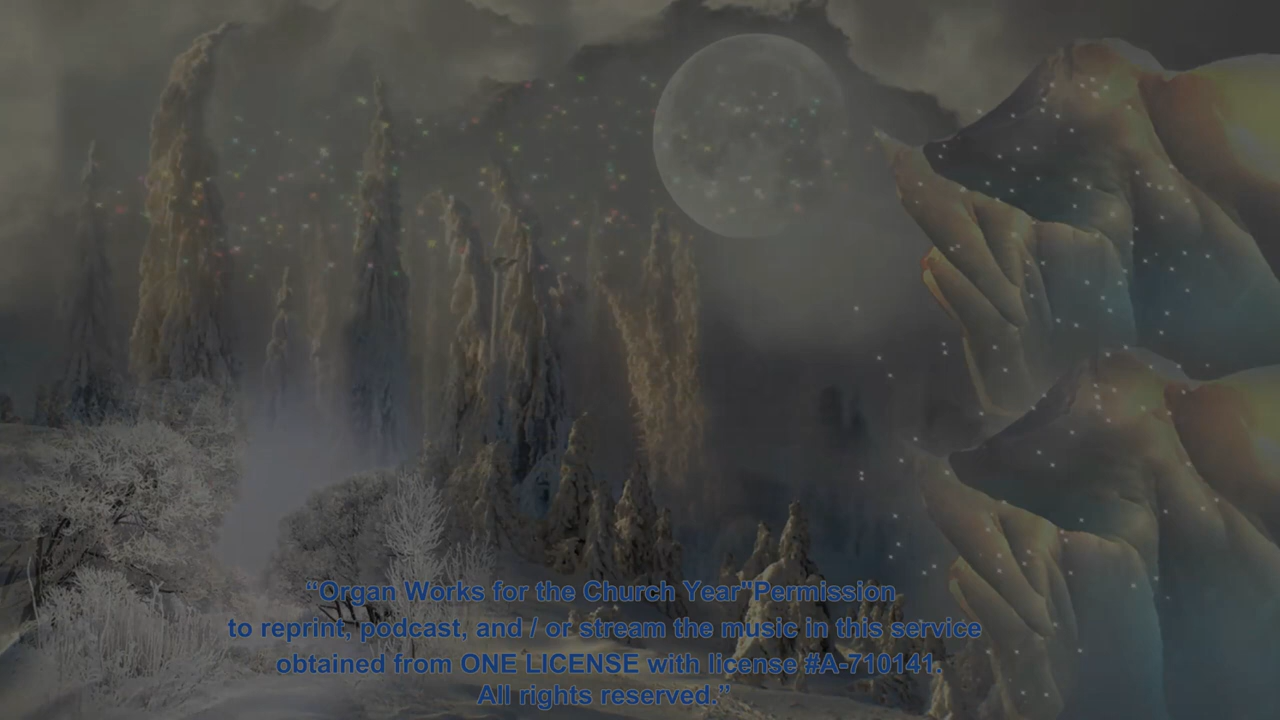 “Organ Works for the Church Year"Permission
to reprint, podcast, and / or stream the music in this service
obtained from ONE LICENSE with license #A-710141.
All rights reserved.”